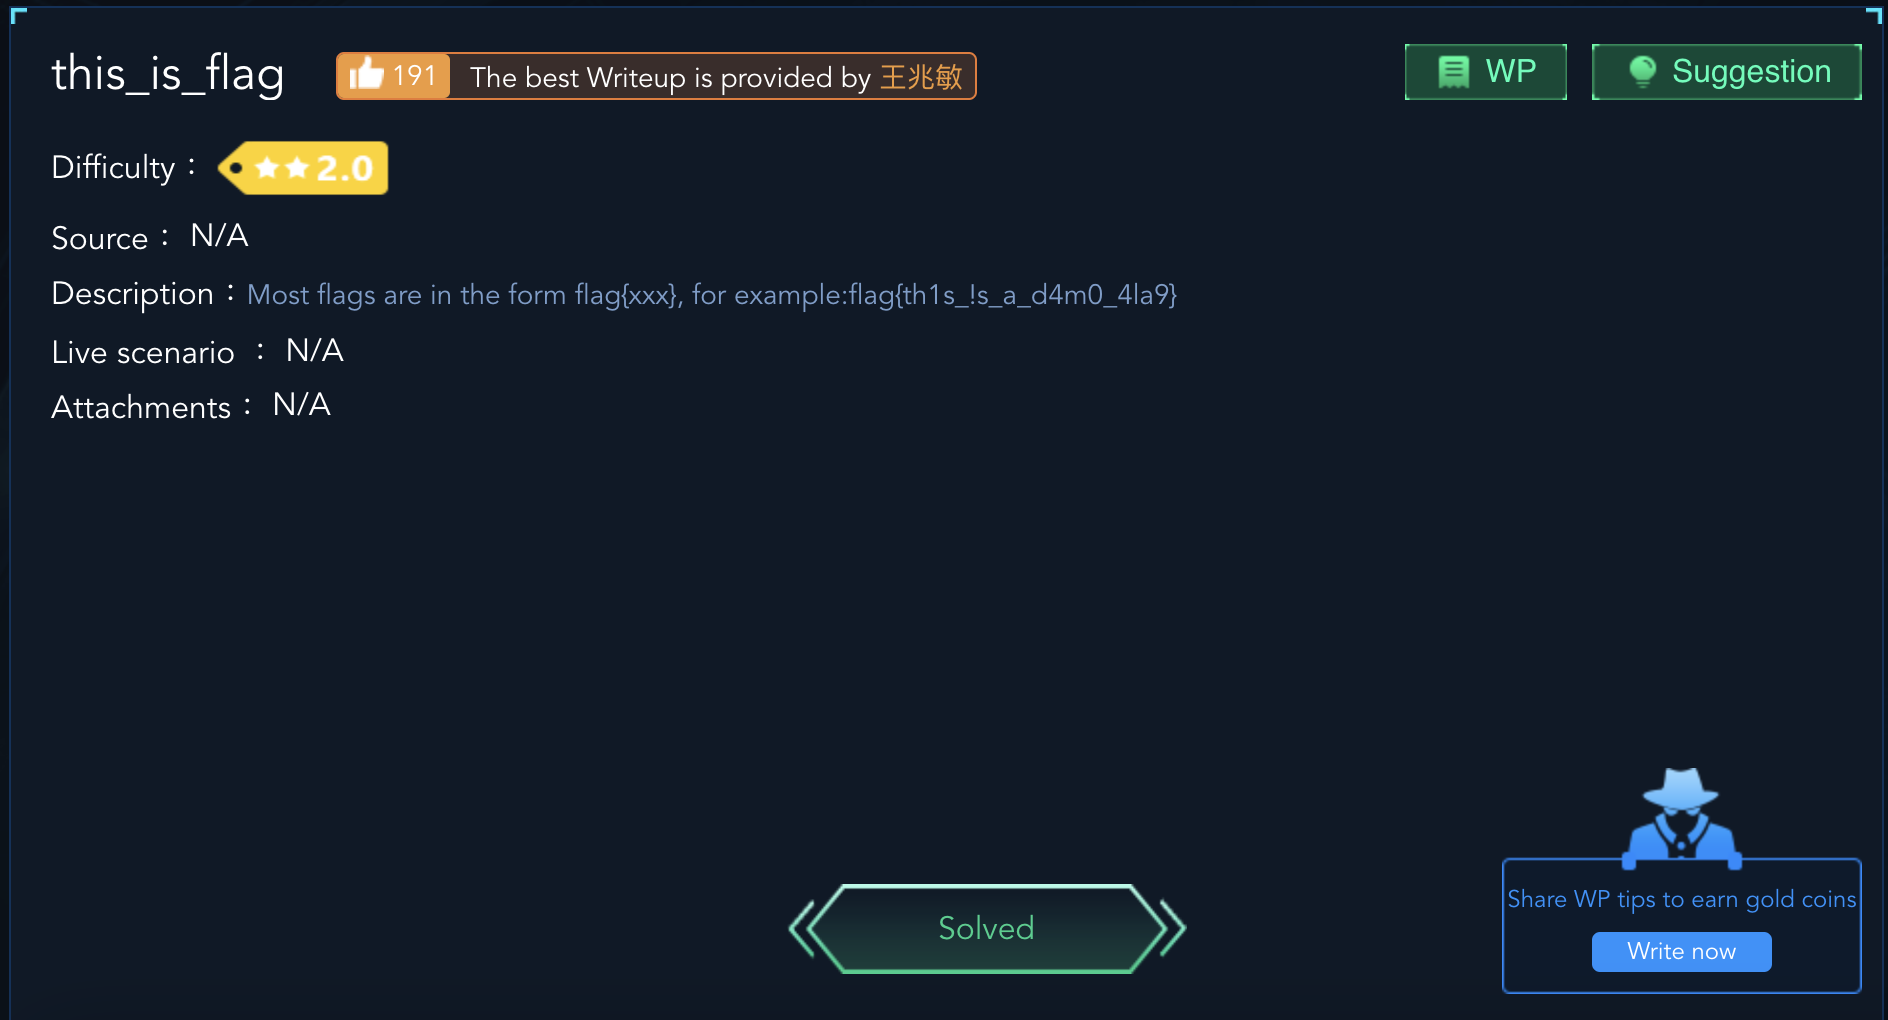 this_is_flag
191 The best Writeup is provided by 王兆敏
WP
Suggestion
Difficulty： 2.0
Source： N/A
Description：Most flags are in the form flag{xxx}, for example:flag{th1s_!s_a_d4m0_4la9}
Live scenario ： N/A
Attachments： N/A
Solved
Share WP tips to earn gold coins
Write now